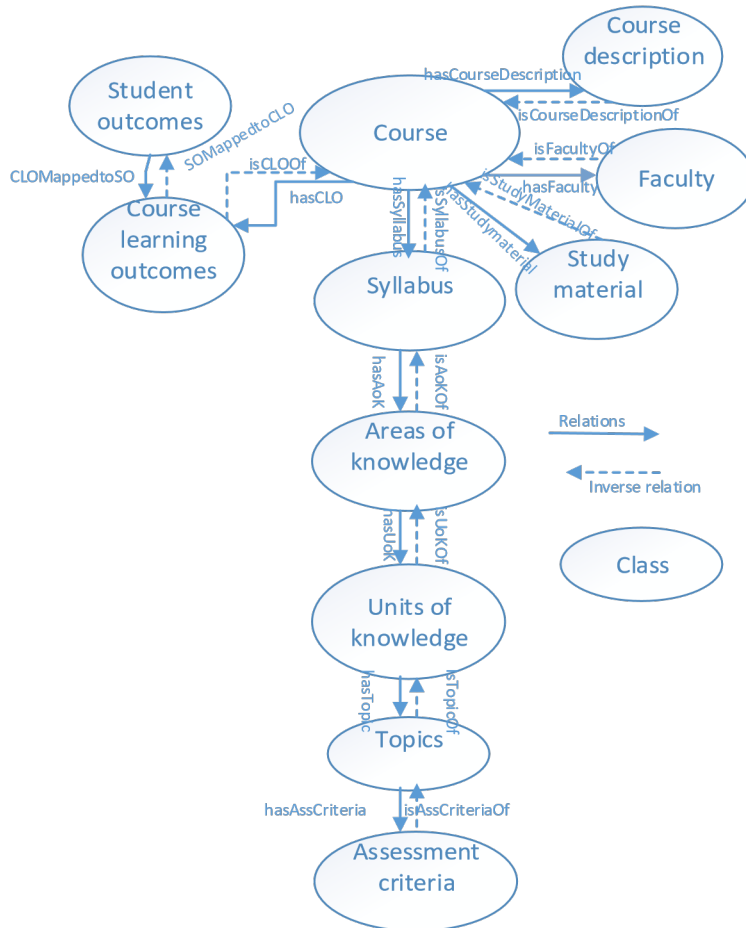 Course
description
hasCourseDescription
isCourseDescriptionOf
Student
outcomes
SOMappedtoCLO
CLOMappedtoSO
Course
isCLOOf
hasCLO
isFacultyOf
hasFaculty
Faculty
Course
learning
outcomes
hasSyllabus
isSyllabusOf
hasStudymaterial
isStudyMaterialOf
Study
material
Syllabus
hasAoK
isAoKOf
Areas of
knowledge
Relations
Inverse relation
hasUoK
isUoKOf
Class
Units of
knowledge
hasTopic
isTopicOf
Topics
hasAssCriteria
isAssCriteriaOf
Assessment
criteria